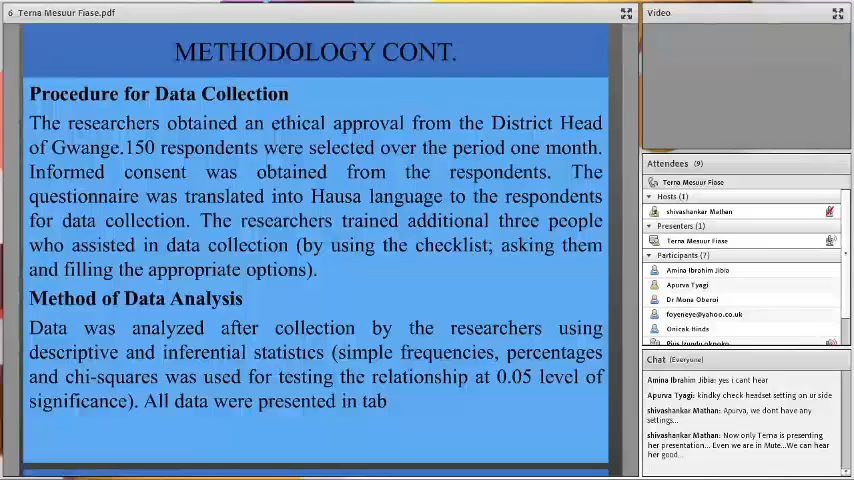 6_Terna Mesuur Fiase.pdf
METHODOLOGY CONT.
Procedure for Data Collection
The researchers obtained an ethical approval from the District Head
of Gwange.150 respondents were selected over the period one month.
Informed consent was obtained from the respondents. The
questionnaire was translated into Hausa language to the respondents
for data collection. The researchers trained additional three people
who assisted in data collection (by using the checklist; asking them
and filling the appropriate options).
Method of Data Analysis
Data was analyzed after collection by the researchers using
descriptive and inferential statistics (simple frequencies, percentages
and chi-squares was used for testing the relationship at 0.05 level of
significance). All data were presented in tab
Video
Attendees (9)
Terna Mesuur Fiase
Hosts (1)
shivashankar Mathan
Presenters (1)
Terna Mesuur Fiase
Participants (7)
Amina Ibrahim Jibia
Apurva Tyagi
Dr Mona Oberoi
foyeneye@yahoo.co.uk
Onicak Hinds
Chat (Everyone)
Amina Ibrahim Jibia: yes i cant hear
Apurva Tyagi: kindky check headset setting on ur side
shivashankar Mathan: Apurva, we dont have any
settings...
shivashankar Mathan: Now only Terna is presenting
her presentation... Even we are in Mute...We can hear
her good...